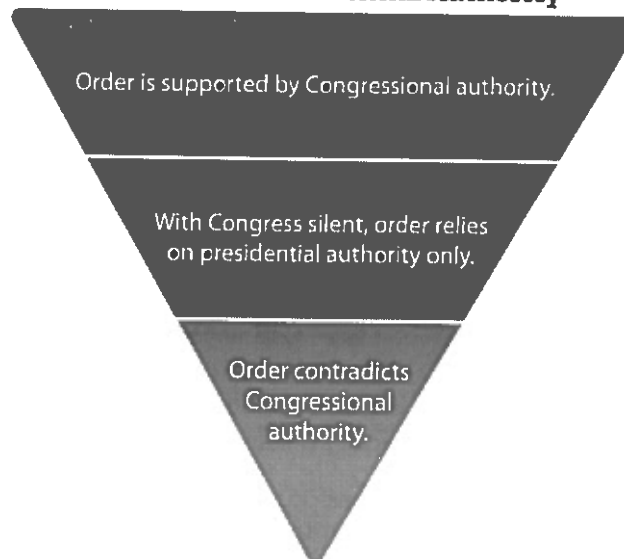 Order is supported by Congressional authority.
With Congress silent, order relies
on presidential authority only.
Order contradicts
Congressional
authority.